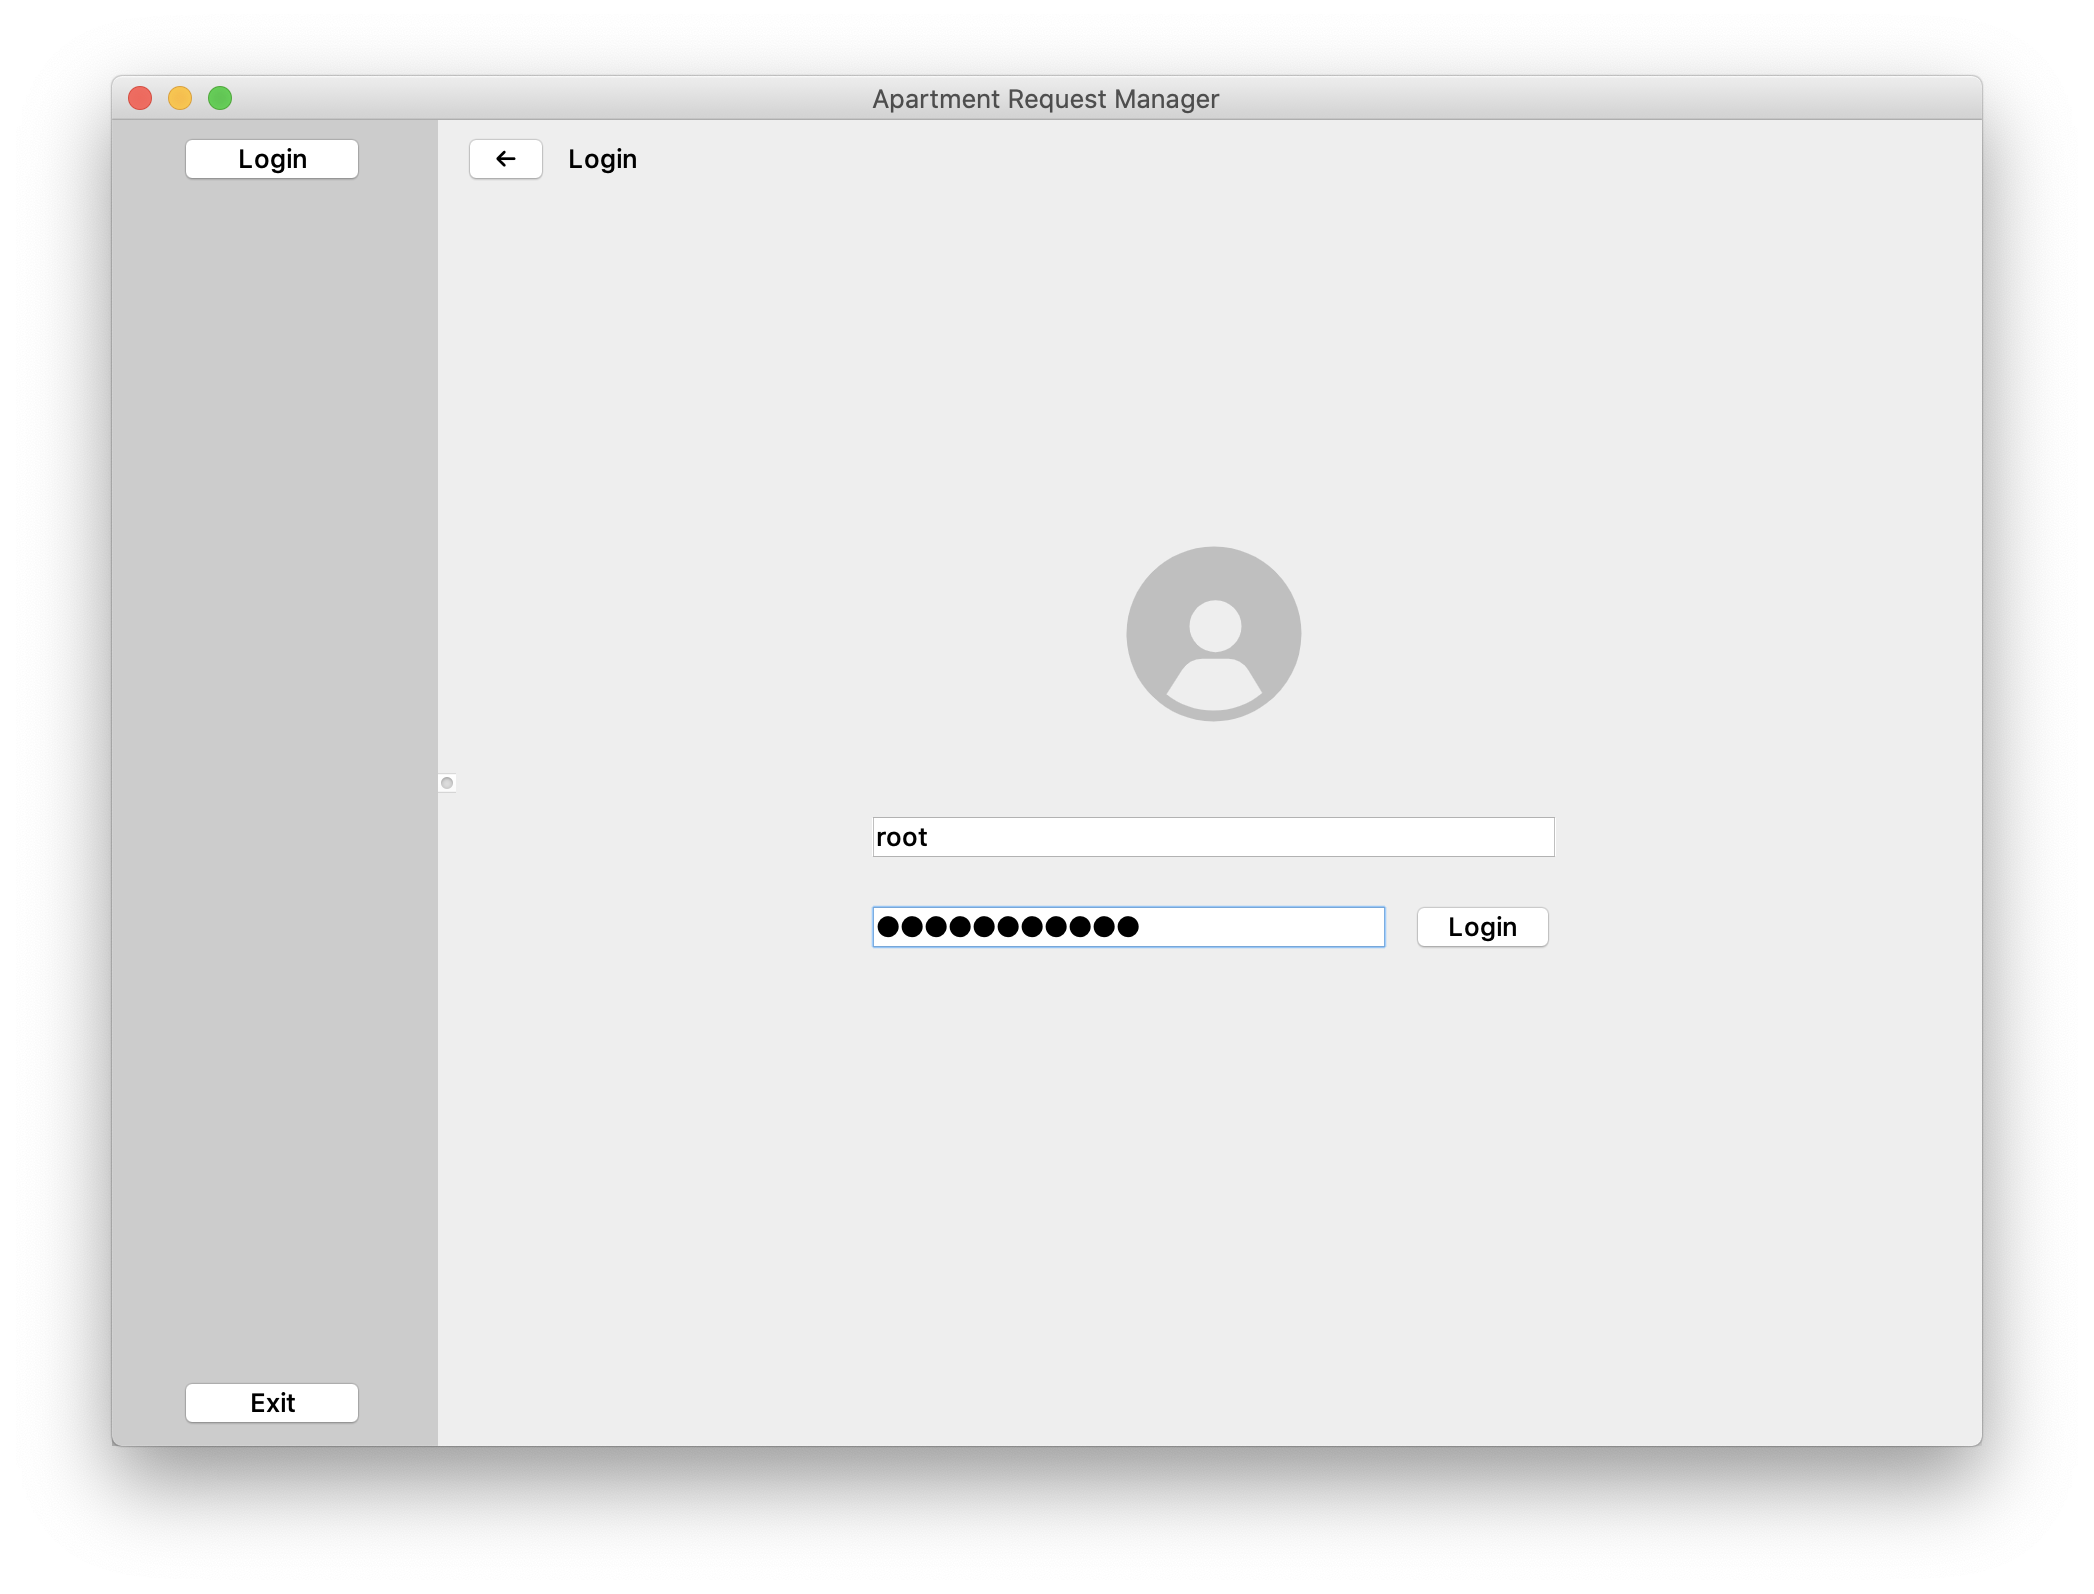 Apartment Request Manager
Login
← Login
root
●●●●●●●●●●●
Login
Exit